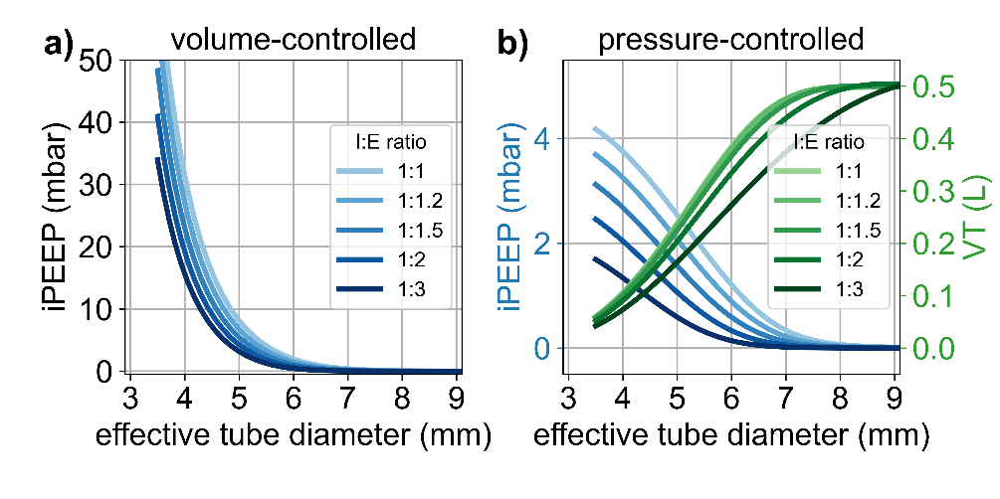 a)
volume-controlled
iPEEP (mbar)
50
40
30
20
10
0
I:E ratio
1:1
1:1.2
1:1.5
1:2
1:3
3 4 5 6 7 8 9
effective tube diameter (mm)
b)
pressure-controlled
iPEEP (mbar)
4
2
0
I:E ratio
1:1
1:1.2
1:1.5
1:2
1:3
0.5
0.4
0.3
0.2
0.1
0.0
VT (L)
3 4 5 6 7 8 9
effective tube diameter (mm)